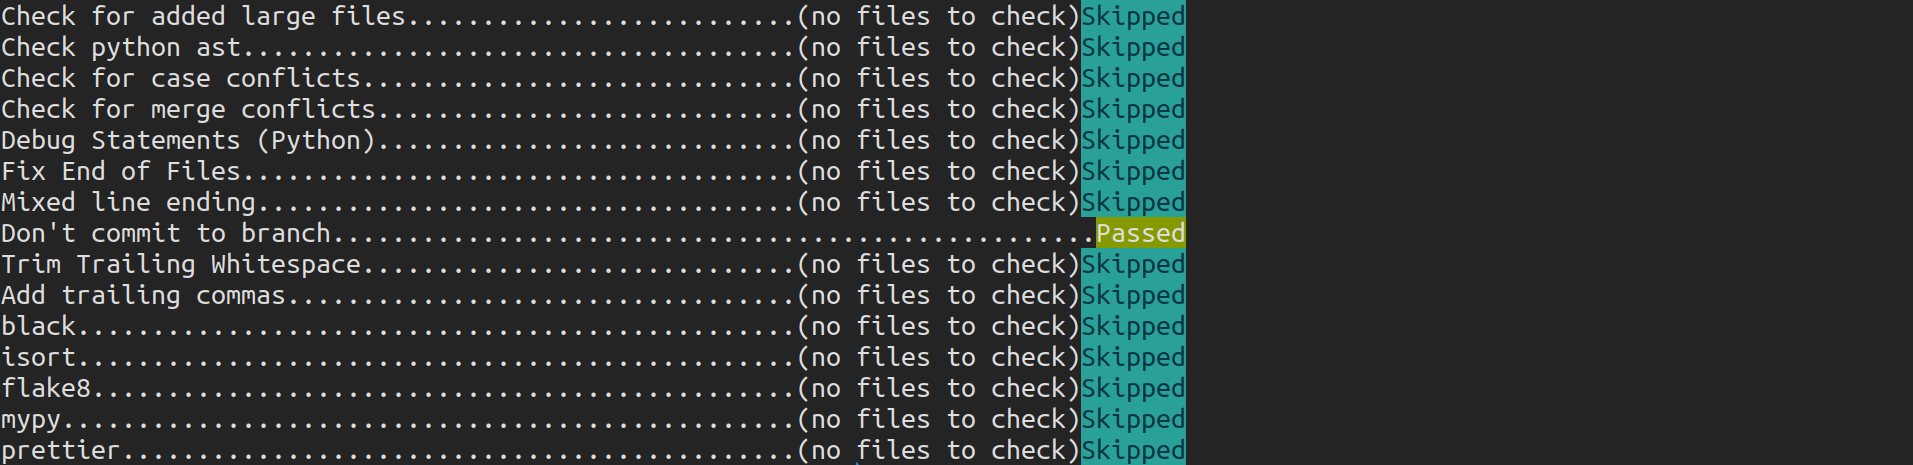 Check for added large files..........................(no files to check)Skipped
Check python ast.....................................(no files to check)Skipped
Check for case conflicts.............................(no files to check)Skipped
Check for merge conflicts............................(no files to check)Skipped
Debug Statements (Python)............................(no files to check)Skipped
Fix End of Files.....................................(no files to check)Skipped
Mixed line ending....................................(no files to check)Skipped
Don't commit to branch...................................................Passed
Trim Trailing Whitespace.............................(no files to check)Skipped
Add trailing commas..................................(no files to check)Skipped
black................................................(no files to check)Skipped
isort................................................(no files to check)Skipped
flake8...............................................(no files to check)Skipped
mypy.................................................(no files to check)Skipped
prettier.............................................(no files to check)Skipped